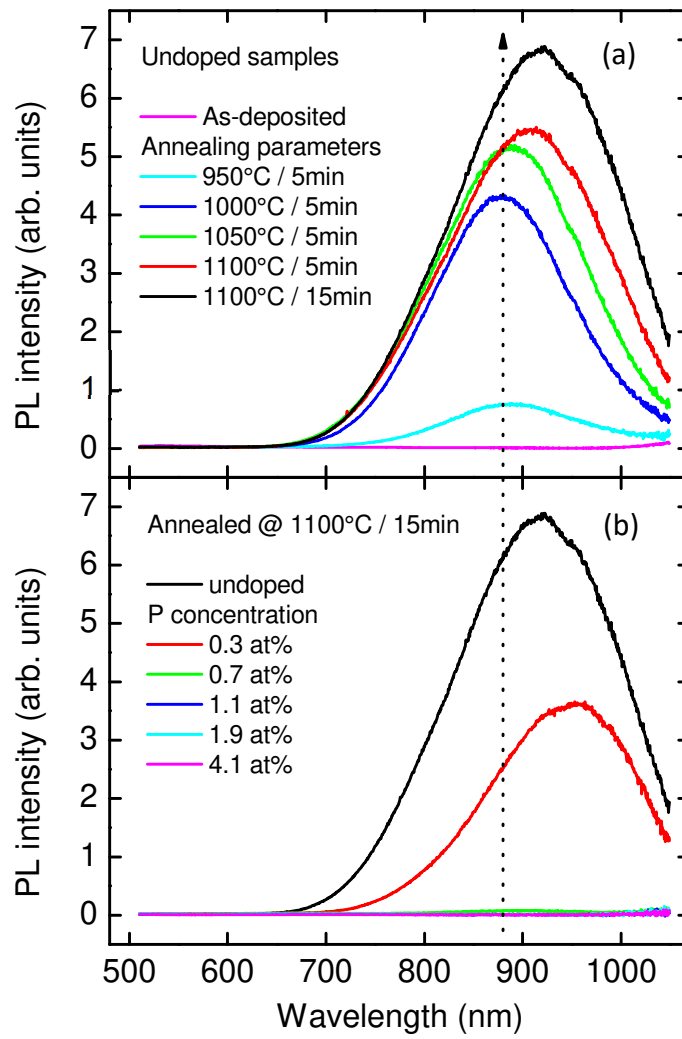 7
6
5
4
3
2
1
0
PL intensity (arb. units)
(a)
Undoped samples
As-deposited
Annealing parameters
950°C / 5min
1000°C / 5min
1050°C / 5min
1100°C / 5min
1100°C / 15min
7
6
5
4
3
2
1
0
PL intensity (arb. units)
(b)
Annealed @ 1100°C / 15min
undoped
P concentration
0.3 at%
0.7 at%
1.1 at%
1.9 at%
4.1 at%
500 600 700 800 900 1000
Wavelength (nm)